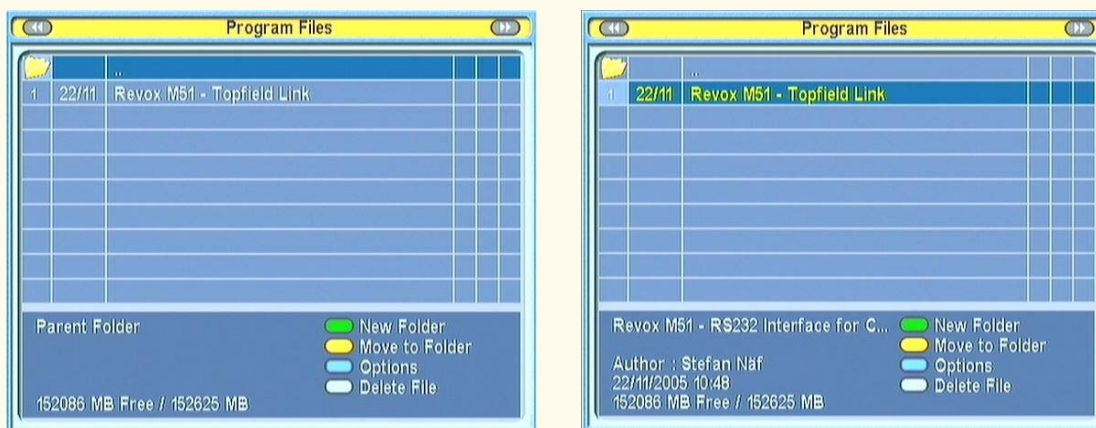 Program Files
..
1 22/11 Revox M51 - Topfield Link
Parent Folder
New Folder
Move to Folder
Options
Delete File
152086 MB Free / 152625 MB
Program Files
..
1 22/11 Revox M51 - Topfield Link
Revox M51 - RS232 Interface for C...
New Folder
Move to Folder
Author : Stefan Näf
Options
22/11/2005 10:48
Delete File
152086 MB Free / 152625 MB